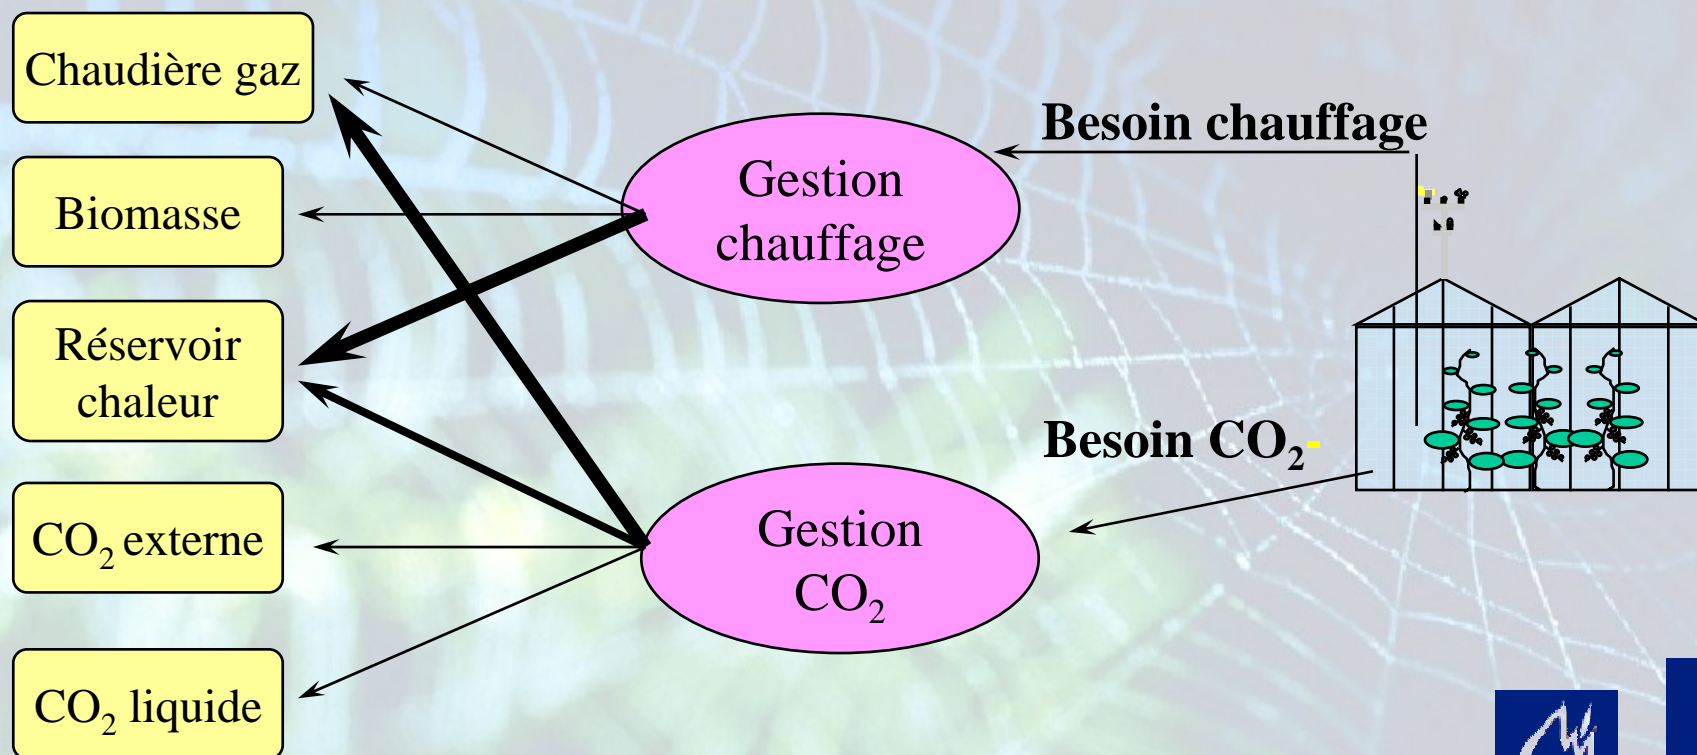 Chaudière gaz
Biomasse
Réservoir
chaleur
CO₂ externe
CO₂ liquide
Gestion
chauffage
Gestion
CO₂
Besoin chauffage
Besoin CO₂